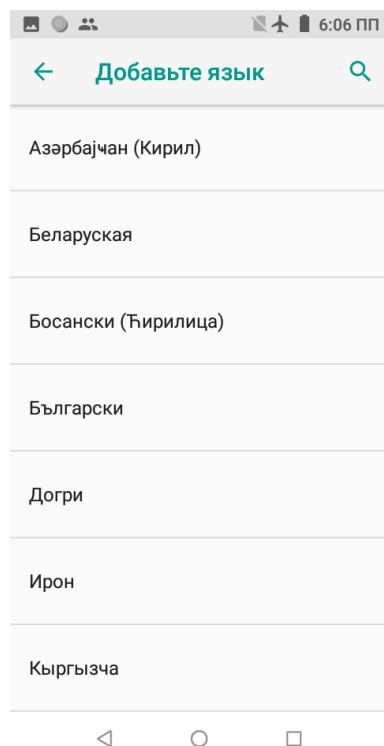 6:06 ПП
Добавьте язык
Азәрбајҹан (Кирил)
Беларуская
Босански (Ћирилица)
Български
Догри
Ирон
Кыргызча